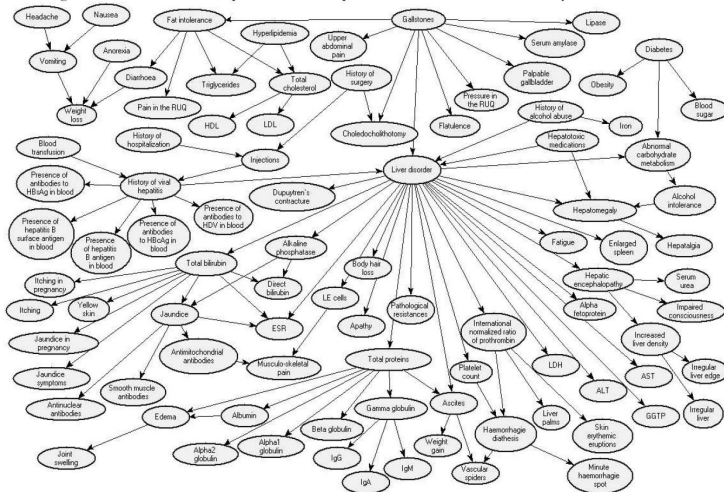 Headache
Nausea
Fat intolerance
Gallstones
Lipase
Hyperlipidemia
Upper
abdominal
pain
Serum amylase
Vomiting
Anorexia
Diabetes
Diarrhoea
Triglycerides
Total
cholesterol
History of
surgery
Palpable
gallbladder
Pressure in
the RUQ
Obesity
Weight
loss
Pain in the RUQ
HDL
LDL
Choledocholithotomy
Flatulence
History of
alcohol abuse
Iron
Blood
sugar
Blood
transfusion
History of
hospitalization
Injections
Hepatotoxic
medications
Abnormal
carbohydrate
metabolism
Liver disorder
Presence of
antibodies to
HBsAg in blood
History of viral
hepatitis
Dupuytren's
contracture
Hepatomegaly
Alcohol
intolerance
Presence of
hepatitis B
surface antigen
in blood
Presence
of hepatitis
B antigen
in blood
Presence of
antibodies
to HBcAg in
blood
Presence of
antibodies to
HDV in blood
Alkaline
phosphatase
Fatigue
Enlarged
spleen
Hepatalgia
Total bilirubin
Body hair
loss
Itching in
pregnancy
Direct
bilirubin
Hepatic
encephalopathy
Serum
urea
Itching
Yellow
skin
Jaundice
LE cells
Pathological
resistances
Alpha
fetoprotein
Impaired
consciousness
ESR
Apathy
International
normalized ratio
of prothrombin
Increased
liver density
Jaundice in
pregnancy
Antimitochondrial
antibodies
Musculo-skeletal
pain
Total proteins
Platelet
count
LDH
Irregular
liver edge
Jaundice
symptoms
Smooth muscle
antibodies
ALT
AST
Antinuclear
antibodies
Edema
Albumin
Beta globulin
Gamma globulin
Ascites
Liver
palms
GGTP
Irregular
liver
Joint
swelling
Alpha2
globulin
Alpha1
globulin
IgG
IgA
IgM
Weight
gain
Haemorrhagie
diathesis
Skin
erythemic
eruptions
Vascular
spiders
Minute
haemorrhagie
spot